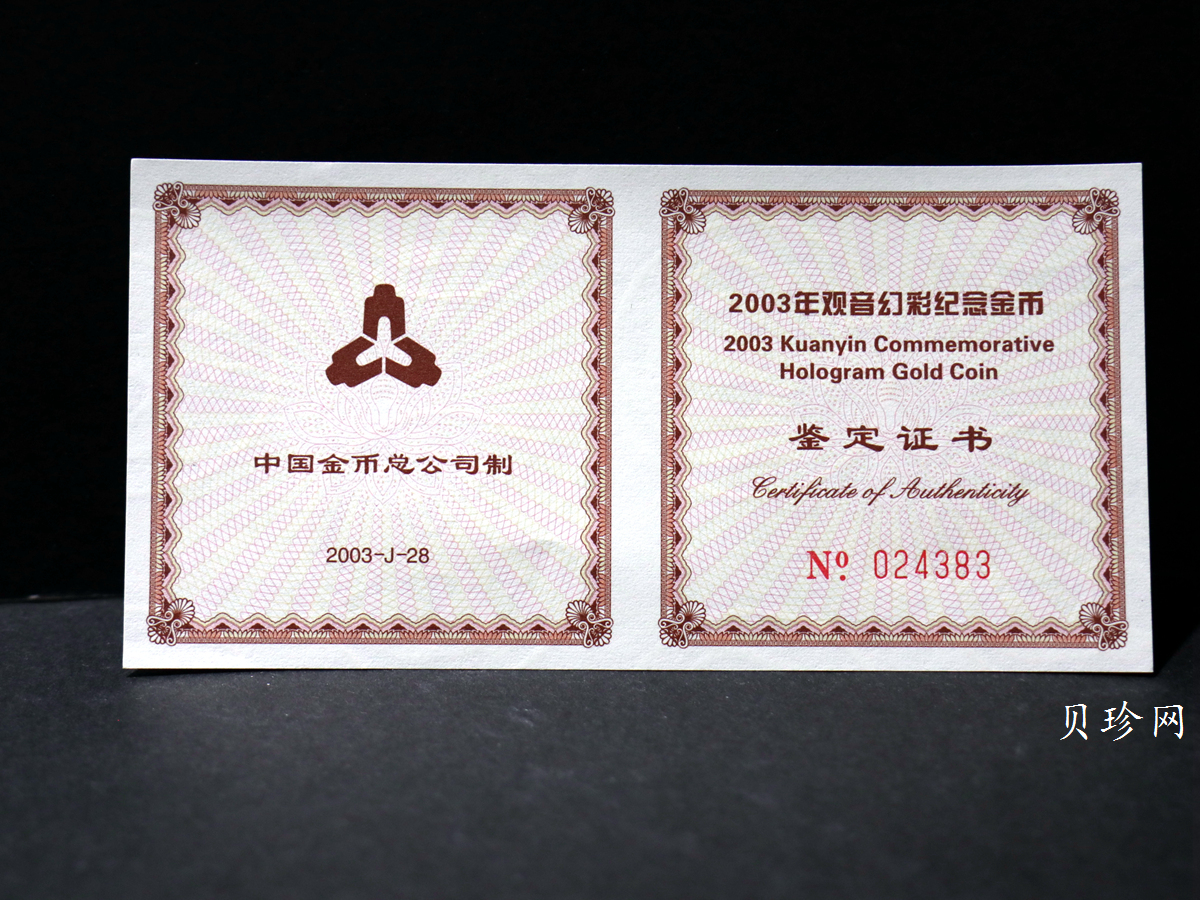 中国金币总公司制
2003-J-28
2003年观音幻彩纪念金币
2003 Kuanyin Commemorative
Hologram Gold Coin
鉴定证书
Certificate of Authenticity
Nº. 024383
贝珍网